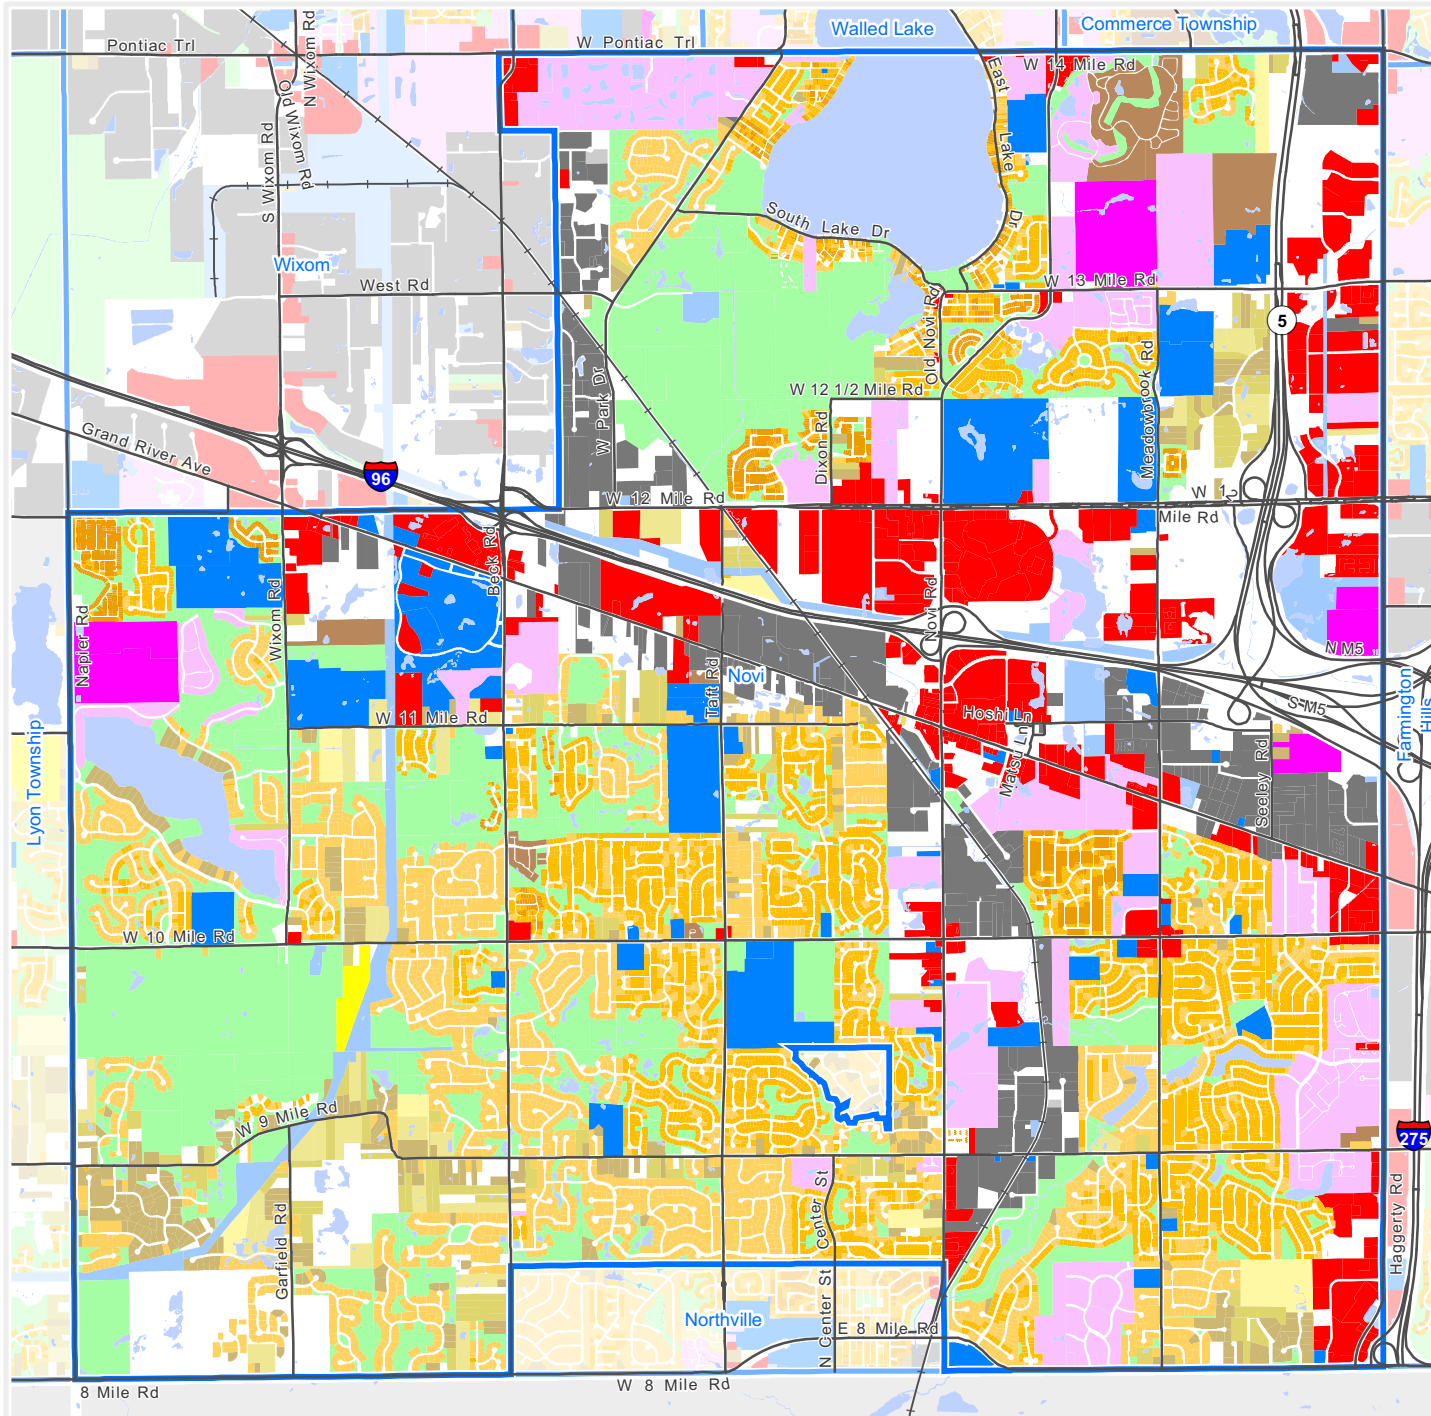 Walled Lake
Commerce Township
Pontiac Trl
W Pontiac Trl
N Wixom Rd
Old Wixom Rd
S Wixom Rd
W 14 Mile Rd
East Lake Dr
South Lake Dr
Wixom
West Rd
W 13 Mile Rd
Old Novi Rd
5
Meadowbrook Rd
W 12 1/2 Mile Rd
W Park Dr
Dixon Rd
Grand River Ave
96
W 12 Mile Rd
W 12
Mile Rd
Beck Rd
Wixom Rd
Napier Rd
Novi Rd
N M5
Taft Rd
Novi
S M5
Farmington
Hills
Lyon Township
W 11 Mile Rd
Hoshi Ln
Matsu Ln
Seeley Rd
W 10 Mile Rd
W 9 Mile Rd
275
Center St
Haggerty Rd
Garfield Rd
N Center St
Northville
E 8 Mile Rd
8 Mile Rd
W 8 Mile Rd